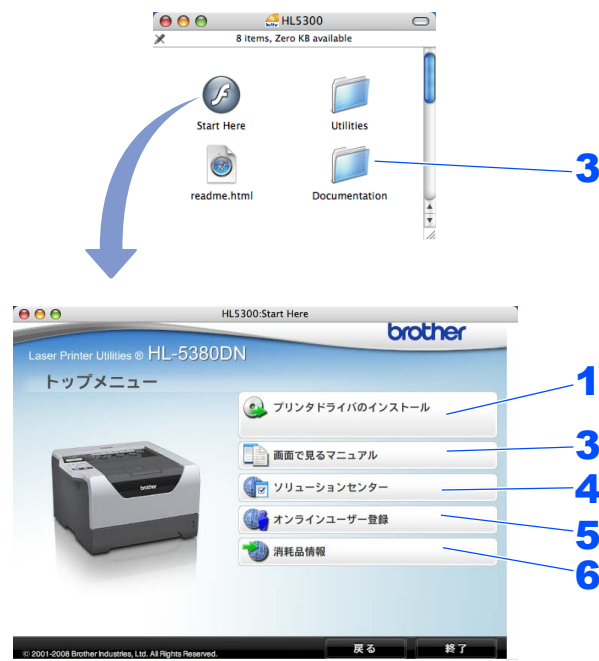 HL5300
8 items, Zero KB available
Start Here
Utilities
readme.html
Documentation
3
HL5300:Start Here
brother
Laser Printer Utilities ® HL-5380DN
トップメニュー
プリンタドライバのインストール
1
画面で見るマニュアル
3
ソリューションセンター
4
オンラインユーザー登録
5
消耗品情報
6
brother
© 2001-2008 Brother Industries, Ltd. All Rights Reserved.
戻る
終了